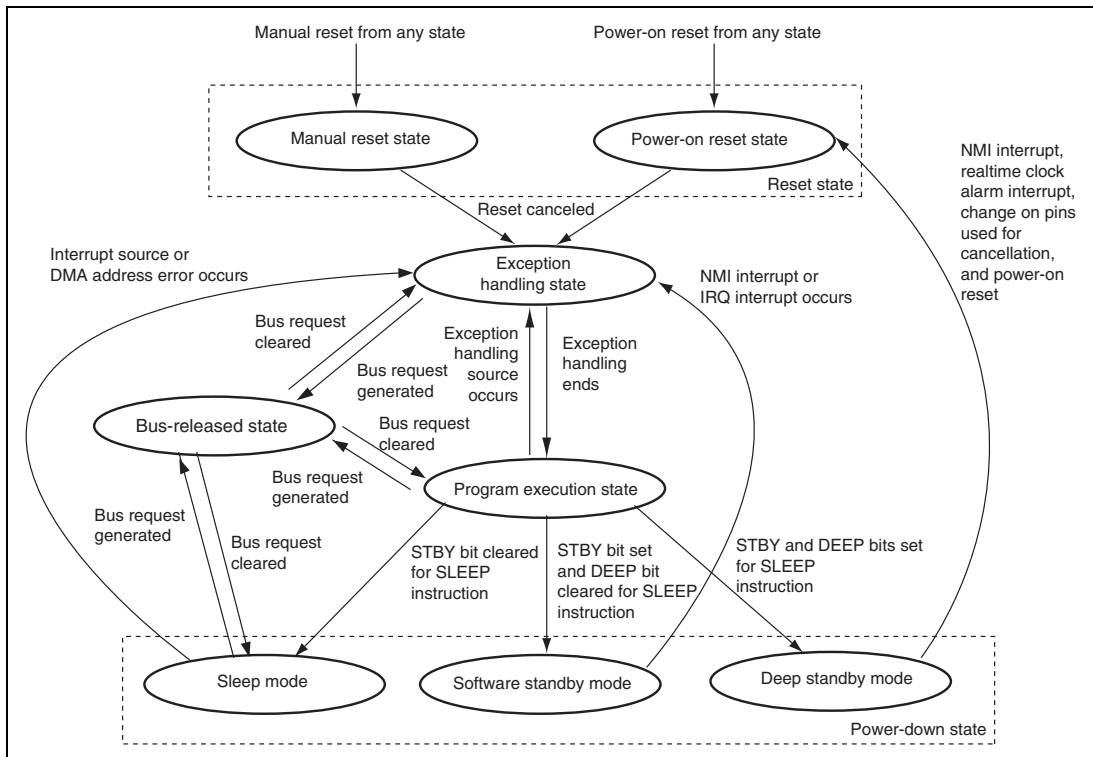 Manual reset from any state
Power-on reset from any state
Manual reset state
Power-on reset state
Reset state
NMI interrupt,
realtime clock
alarm interrupt,
change on pins
used for
cancellation,
and power-on
reset
Reset canceled
Interrupt source or
DMA address error occurs
Exception
handling state
NMI interrupt or
IRQ interrupt occurs
Bus request
cleared
Bus request
generated
Exception
handling
source
occurs
Exception
handling
ends
Bus-released state
Bus request
cleared
Bus request
generated
Program execution state
Bus request
generated
Bus request
cleared
STBY bit cleared
for SLEEP
instruction
STBY bit set
and DEEP bit
cleared for SLEEP
instruction
STBY and DEEP bits set
for SLEEP
instruction
Sleep mode
Software standby mode
Deep standby mode
Power-down state